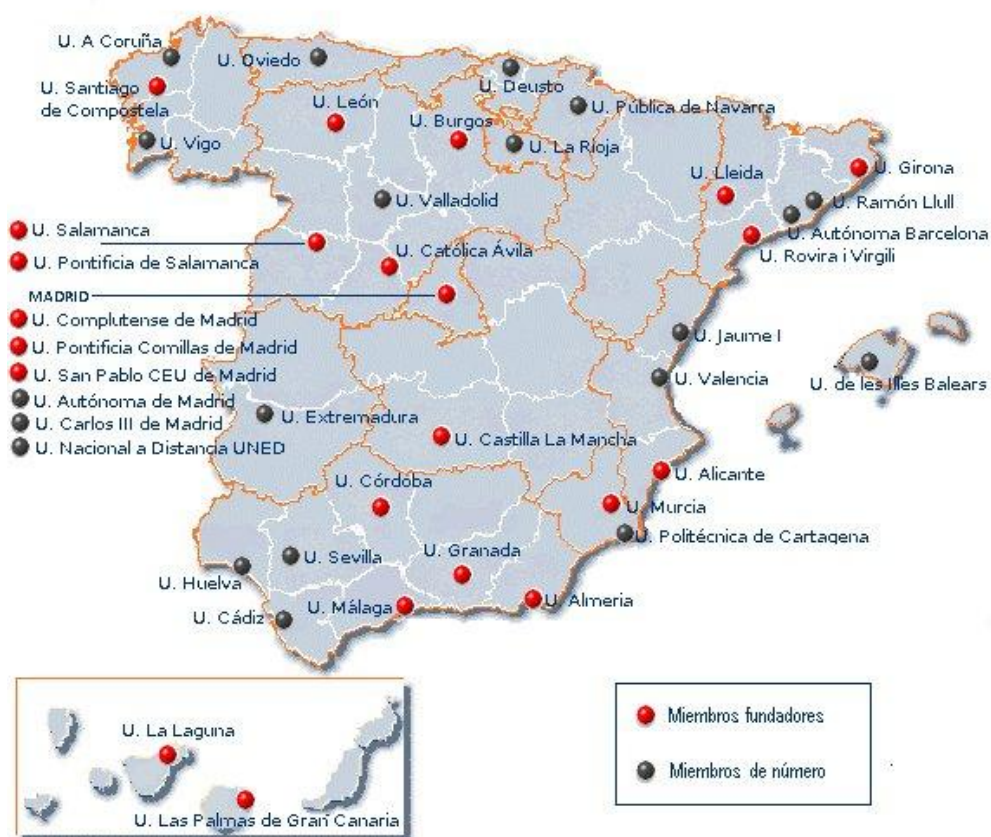 U. A Coruña
U. Oviedo
U. Deusto
U. Santiago
de Compostela
U. León
U. Burgos
U. Pública de Navarra
U. Vigo
U. La Rioja
U. Lleida
U. Girona
U. Valladolid
U. Ramón Llull
U. Salamanca
U. Autónoma Barcelona
U. Católica Ávila
U. Rovira i Virgili
U. Pontificia de Salamanca
MADRID
U. Complutense de Madrid
U. Jaume I
U. Pontificia Comillas de Madrid
U. San Pablo CEU de Madrid
U. Valencia
U. de les Illes Balears
U. Autónoma de Madrid
U. Extremadura
U. Carlos III de Madrid
U. Castilla La Mancha
U. Nacional a Distancia UNED
U. Alicante
U. Córdoba
U. Murcia
U. Politécnica de Cartagena
U. Sevilla
U. Granada
U. Huelva
U. Málaga
U. Almeria
U. Cádiz
Miembros fundadores
U. La Laguna
Miembros de número
U. Las Palmas de Gran Canaria